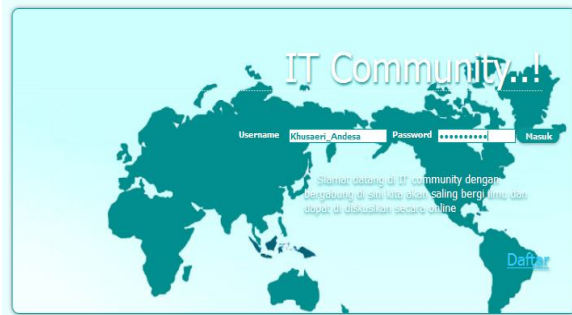 IT Community..!
Username Khusaeri_Andesa Password •••••••••• Masuk
Slamat datang di IT community dengan
bergabung di sini kita akan saling bergi ilmu dan
dapat di diskusikan secara online
Daftar